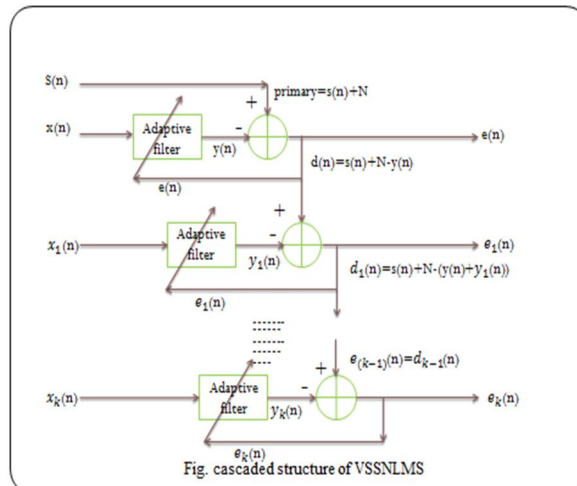 S(n)
primary=s(n)+N
+
x(n)
Adaptive
filter
-
y(n)
e(n)
d(n)=s(n)+N-y(n)
e(n)
+
x₁(n)
Adaptive
filter
-
y₁(n)
e₁(n)
d₁(n)=s(n)+N-(y(n)+y₁(n))
e₁(n)
+
e₍ₖ₋₁₎(n)=dₖ₋₁(n)
xₖ(n)
Adaptive
filter
-
yₖ(n)
eₖ(n)
eₖ(n)
Fig. cascaded structure of VSSNLMS